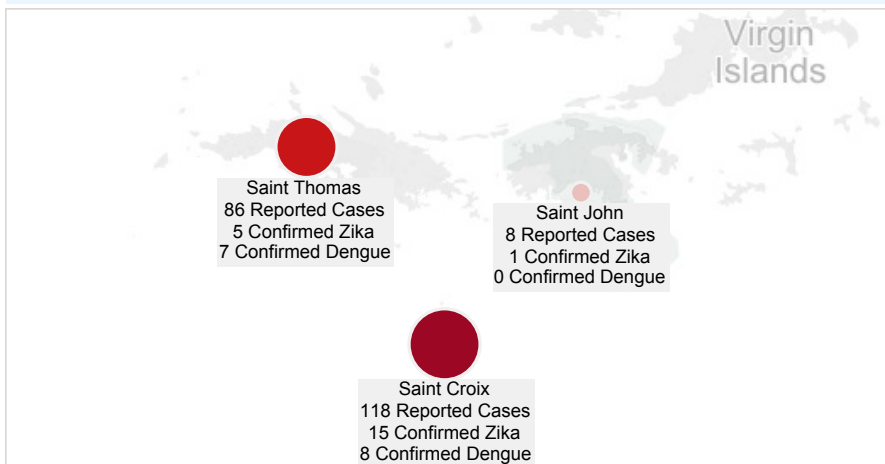 Virgin
Islands
Saint Thomas
86 Reported Cases
5 Confirmed Zika
7 Confirmed Dengue
Saint John
8 Reported Cases
1 Confirmed Zika
0 Confirmed Dengue
Saint Croix
118 Reported Cases
15 Confirmed Zika
8 Confirmed Dengue